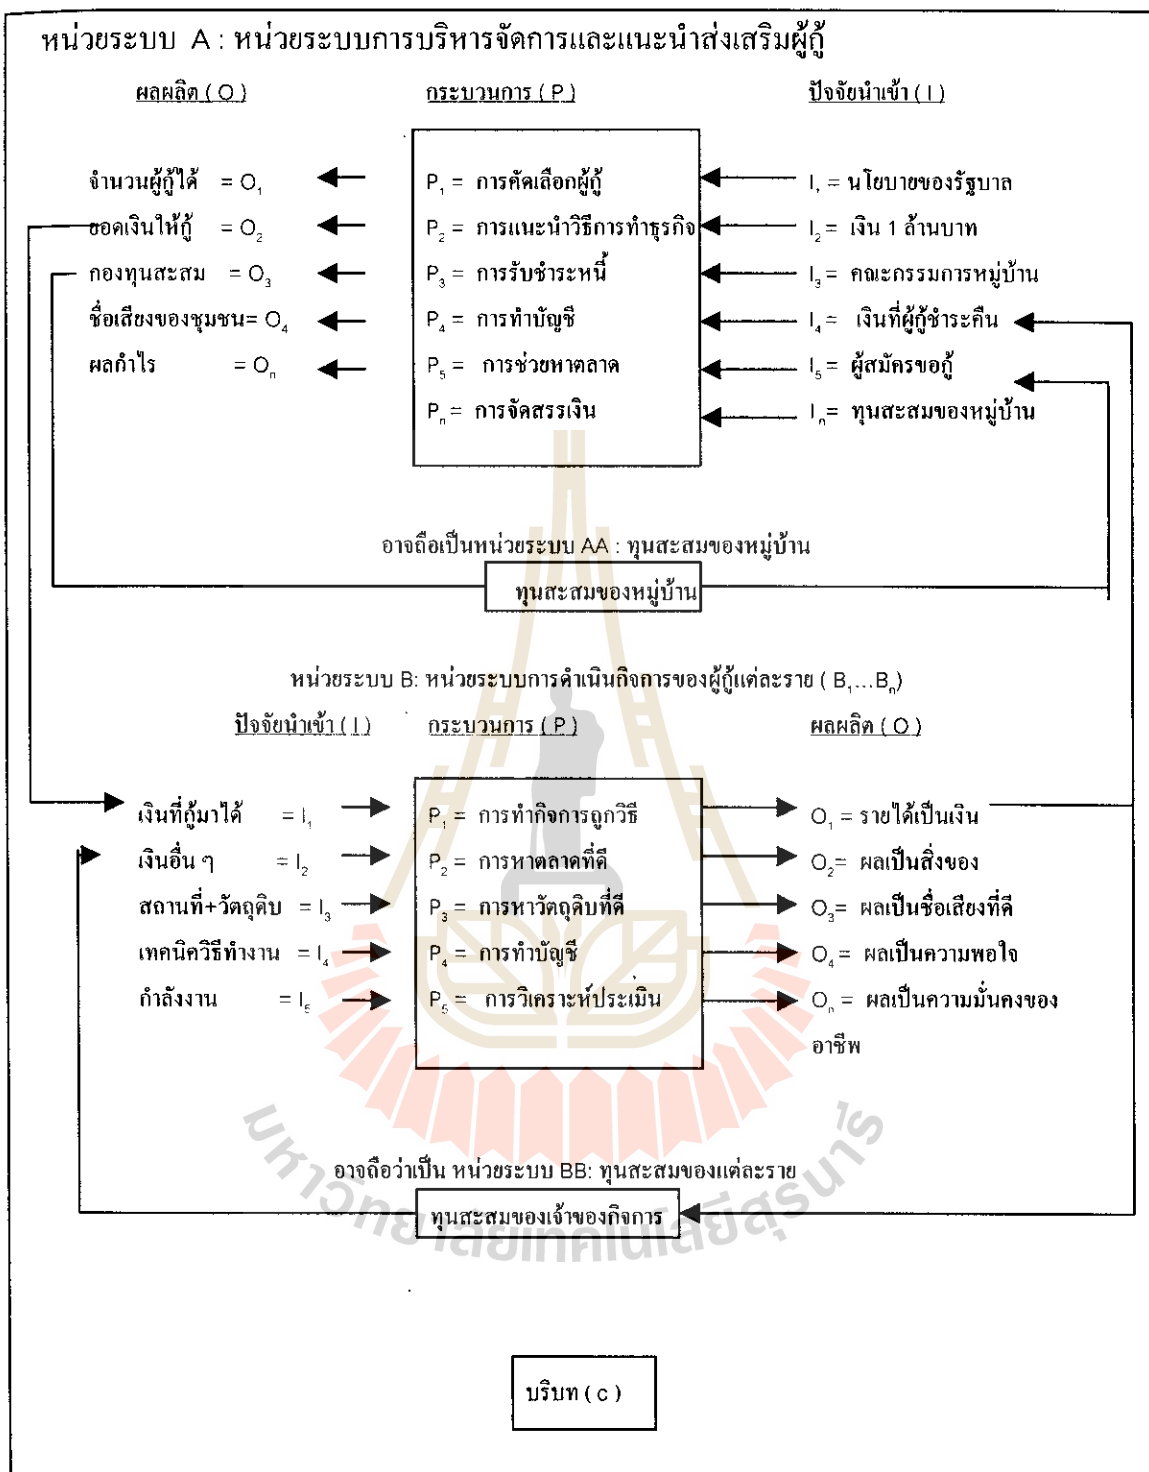 หน่วยระบบ A : หน่วยระบบการบริหารจัดการและแนะนำส่งเสริมผู้กู้
ผลผลิต ( O ) กระบวนการ ( P ) ปัจจัยนำเข้า ( I )
จำนวนผู้กู้ได้ = O₁ P₁ = การคัดเลือกผู้กู้ I₁ = นโยบายของรัฐบาล
ยอดเงินให้กู้ = O₂ P₂ = การแนะนำวิธีการทำธุรกิจ I₂ = เงิน 1 ล้านบาท
กองทุนสะสม = O₃ P₃ = การรับชำระหนี้ I₃ = คณะกรรมการหมู่บ้าน
ชื่อเสียงของชุมชน= O₄ P₄ = การทำบัญชี I₄ = เงินที่ผู้กู้ชำระคืน
ผลกำไร = Oₙ P₅ = การช่วยหาตลาด I₅ = ผู้สมัครขอกู้
Pₙ = การจัดสรรเงิน Iₙ = ทุนสะสมของหมู่บ้าน
อาจถือเป็นหน่วยระบบ AA : ทุนสะสมของหมู่บ้าน
ทุนสะสมของหมู่บ้าน
หน่วยระบบ B: หน่วยระบบการดำเนินกิจการของผู้กู้แต่ละราย ( B₁...Bₙ)
ปัจจัยนำเข้า ( I ) กระบวนการ ( P ) ผลผลิต ( O )
เงินที่กู้มาได้ = I₁ P₁ = การทำกิจการถูกวิธี O₁ = รายได้เป็นเงิน
เงินอื่น ๆ = I₂ P₂ = การหาตลาดที่ดี O₂= ผลเป็นสิ่งของ
สถานที่+วัตถุดิบ = I₃ P₃ = การหาวัตถุดิบที่ดี O₃= ผลเป็นชื่อเสียงที่ดี
เทคนิควิธีทำงาน = I₄ P₄ = การทำบัญชี O₄ = ผลเป็นความพอใจ
กำลังงาน = I₅ P₅ = การวิเคราะห์ประเมิน Oₙ = ผลเป็นความมั่นคงของ
อาชีพ
อาจถือว่าเป็น หน่วยระบบ BB: ทุนสะสมของแต่ละราย
ทุนสะสมของเจ้าของกิจการ
มหาวิทยาลัยเทคโนโลยีสุรนารี
บริบท ( c )